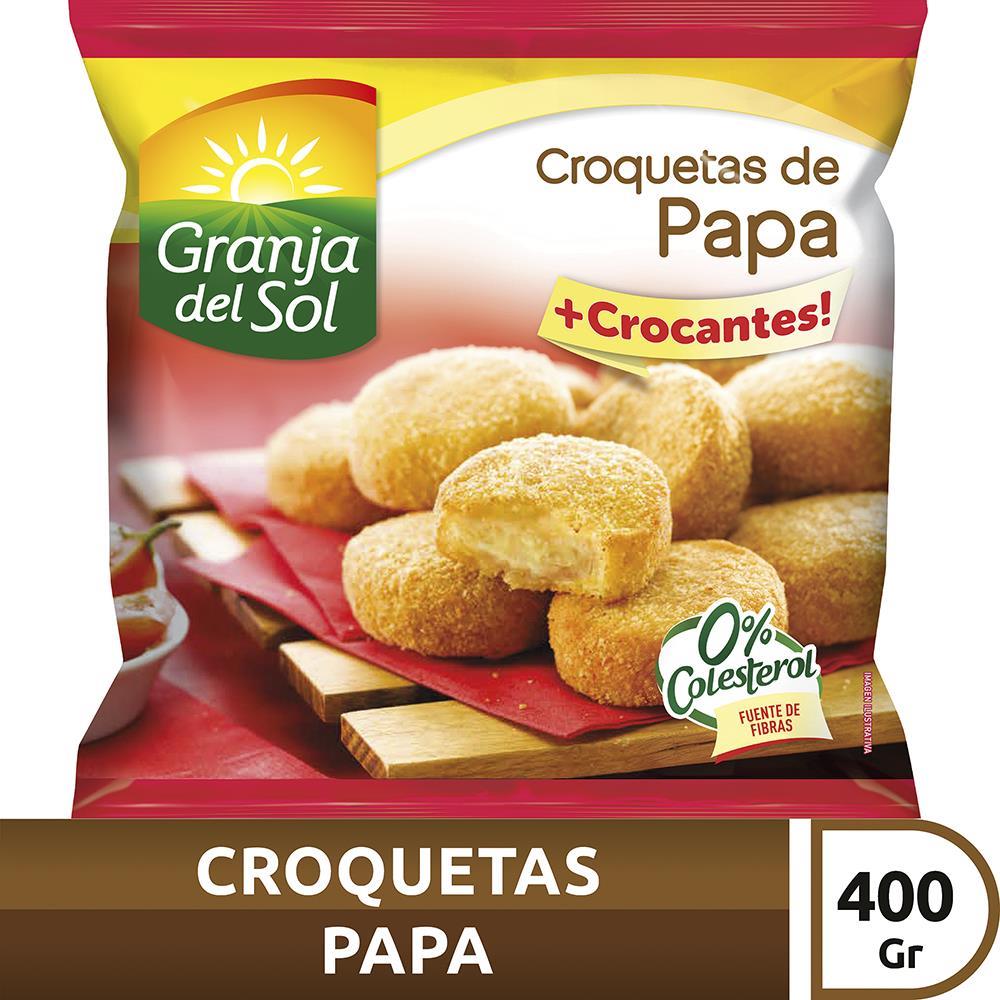 Granja
del Sol
Croquetas de
Papa
+Crocantes!
0%
Colesterol
FUENTE DE
FIBRAS
IMAGEN ILUSTRATIVA
CROQUETAS
PAPA
400
Gr